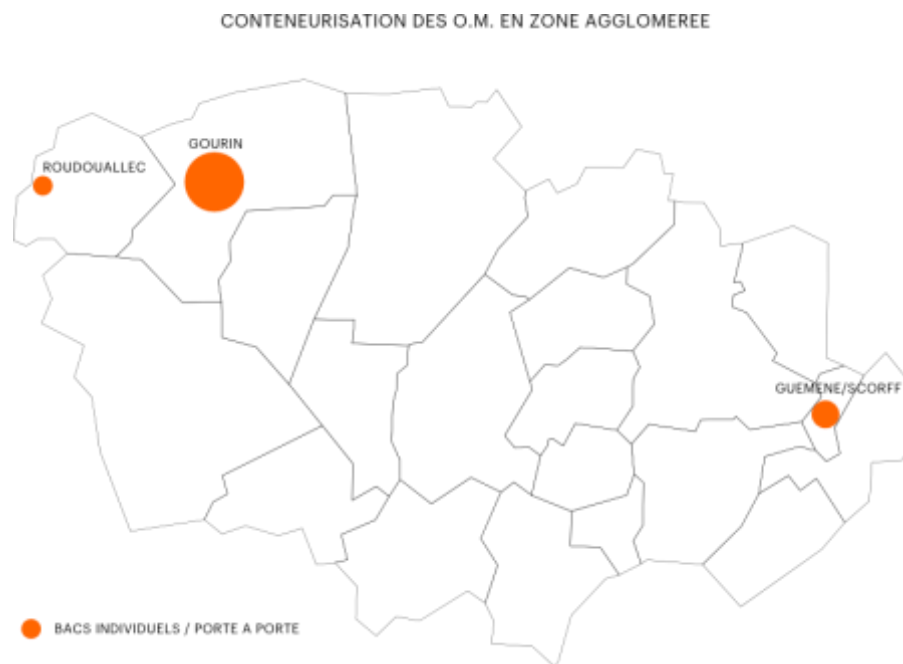 CONTENEURISATION DES O.M. EN ZONE AGGLOMEREE
GOURIN
ROUDOUALLEC
GUEMENE/SCORFF
BACS INDIVIDUELS / PORTE A PORTE